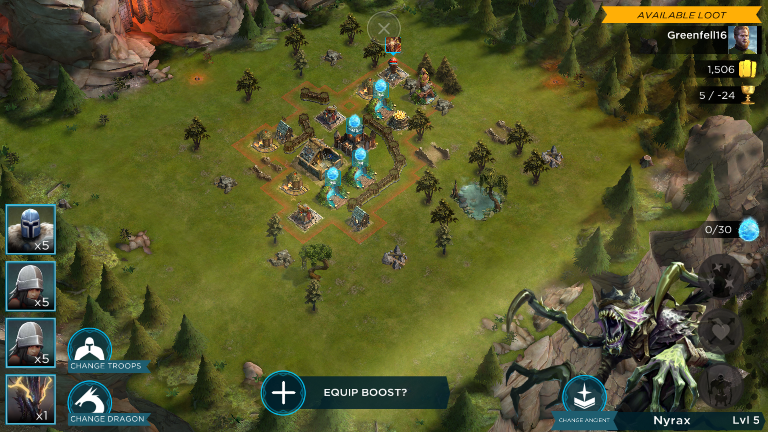 AVAILABLE LOOT
Greenfell16
1,506
5 / -24
0/30
x5
x5
x5
x1
CHANGE TROOPS
CHANGE DRAGON
EQUIP BOOST?
CHANGE ANCIENT
Nyrax
Lvl 5